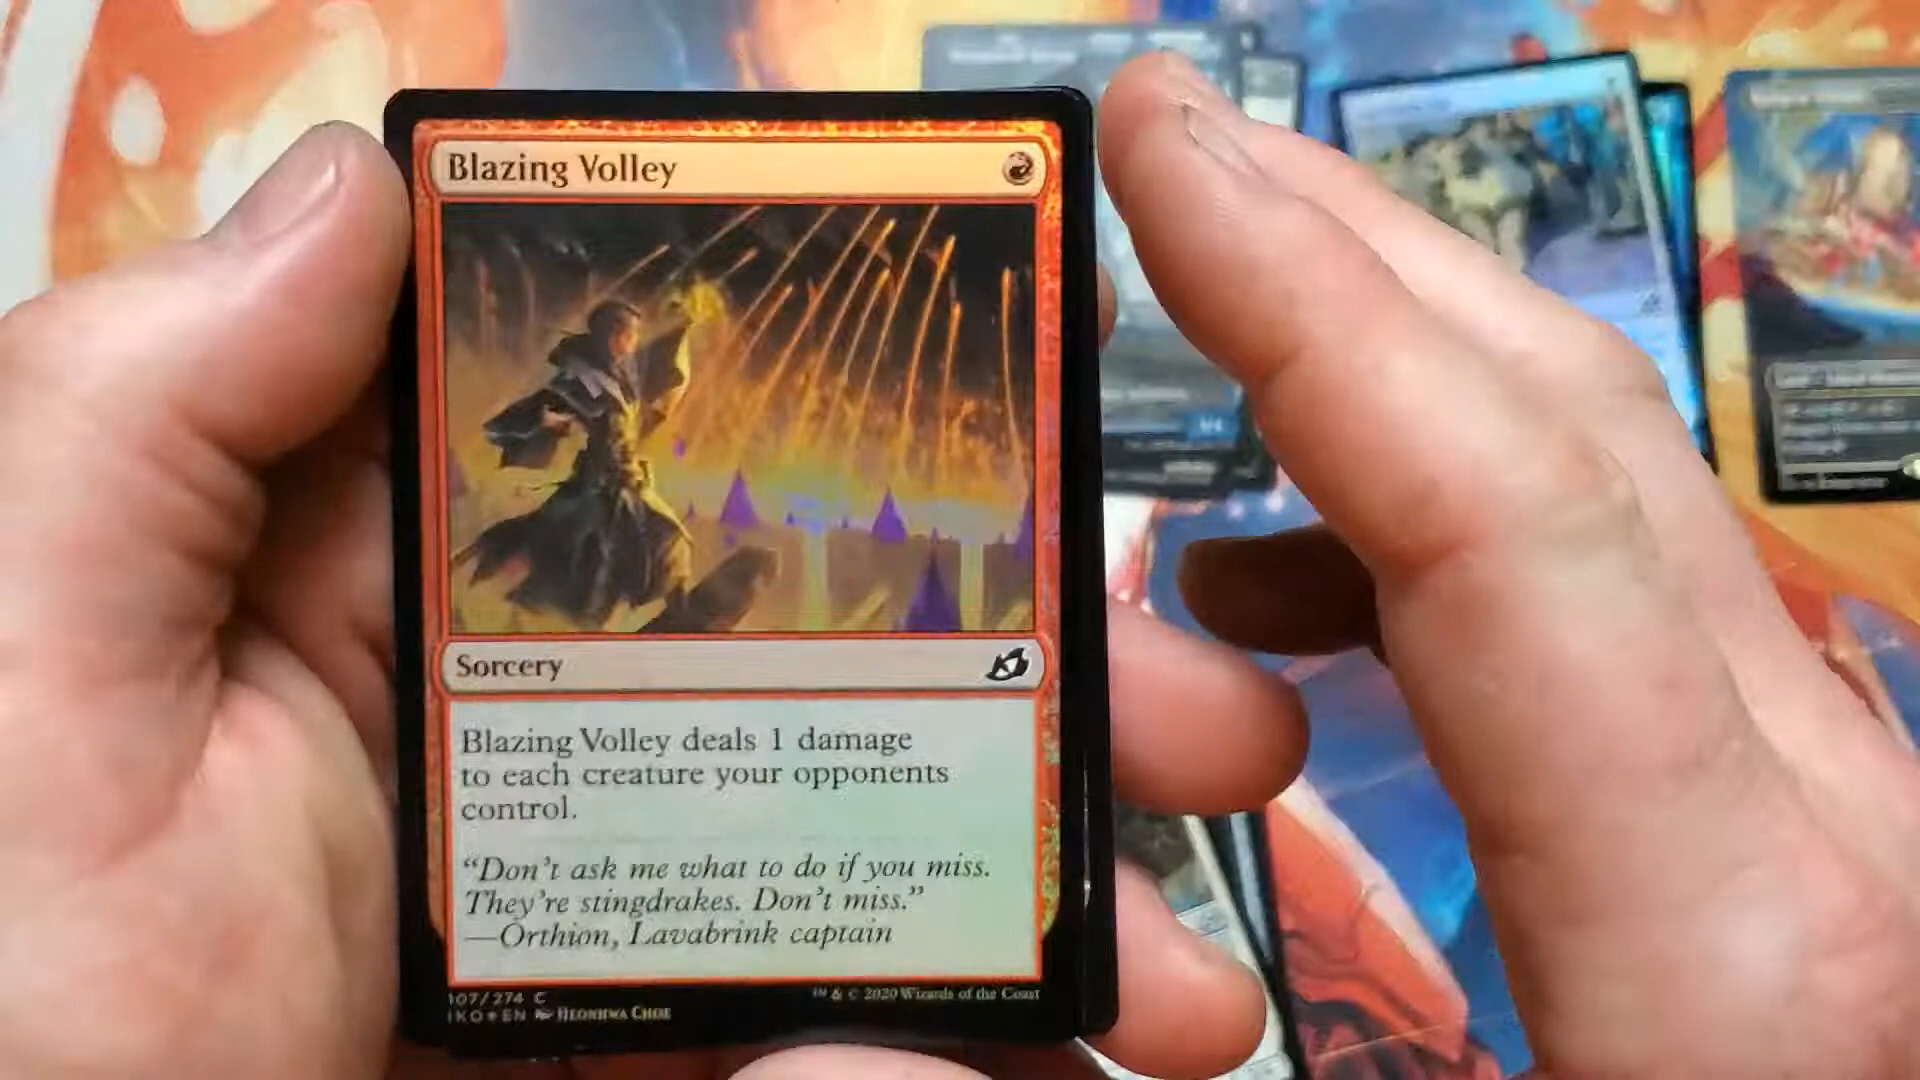 Blazing Volley
Sorcery
Blazing Volley deals 1 damage
to each creature your opponents
control.
“Don’t ask me what to do if you miss.
They’re stingdrakes. Don’t miss.”
—Orthion, Lavabrink captain
107/274 C
™ & © 2020 Wizards of the Coast
IKO★EN Heonhwa Choe